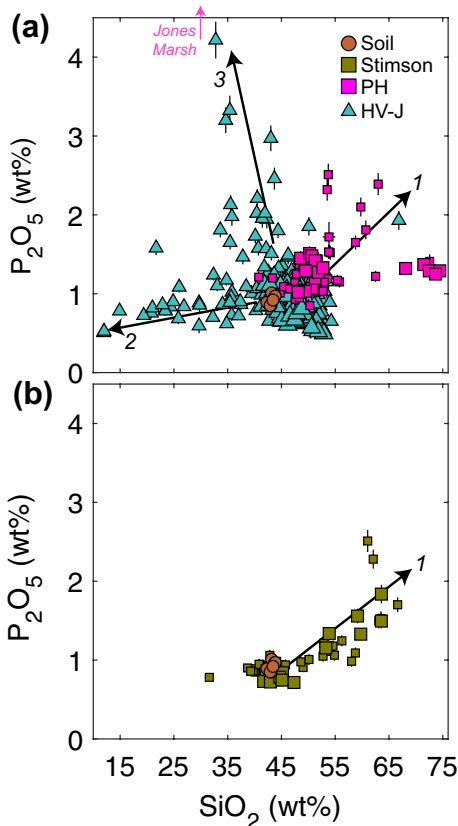 (a)
Jones
Marsh
3
Soil
Stimson
PH
HV-J
1
2
4
3
2
1
0
P₂O₅ (wt%)
(b)
1
4
3
2
1
0
P₂O₅ (wt%)
15 25 35 45 55 65 75
SiO₂ (wt%)